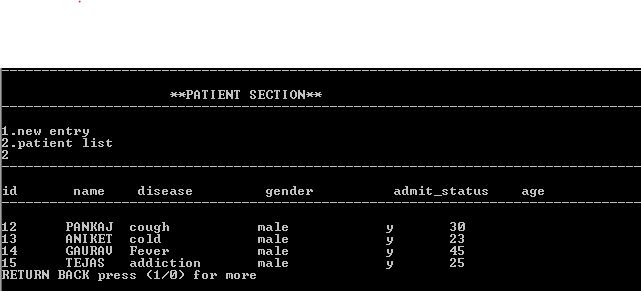 **PATIENT SECTION**
1.new entry
2.patient list
2
id name disease gender admit_status age
12 PANKAJ cough male y 30
13 ANIKET cold male y 23
14 GAURAV Fever male y 45
15 TEJAS addiction male y 25
RETURN BACK press (1/0) for more